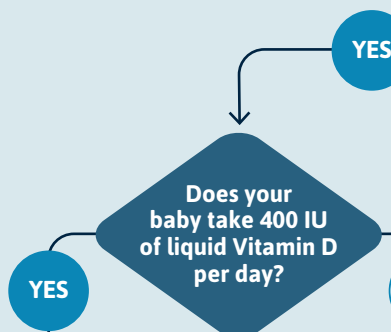 YES
Does your
baby take 400 IU
of liquid Vitamin D
per day?
YES